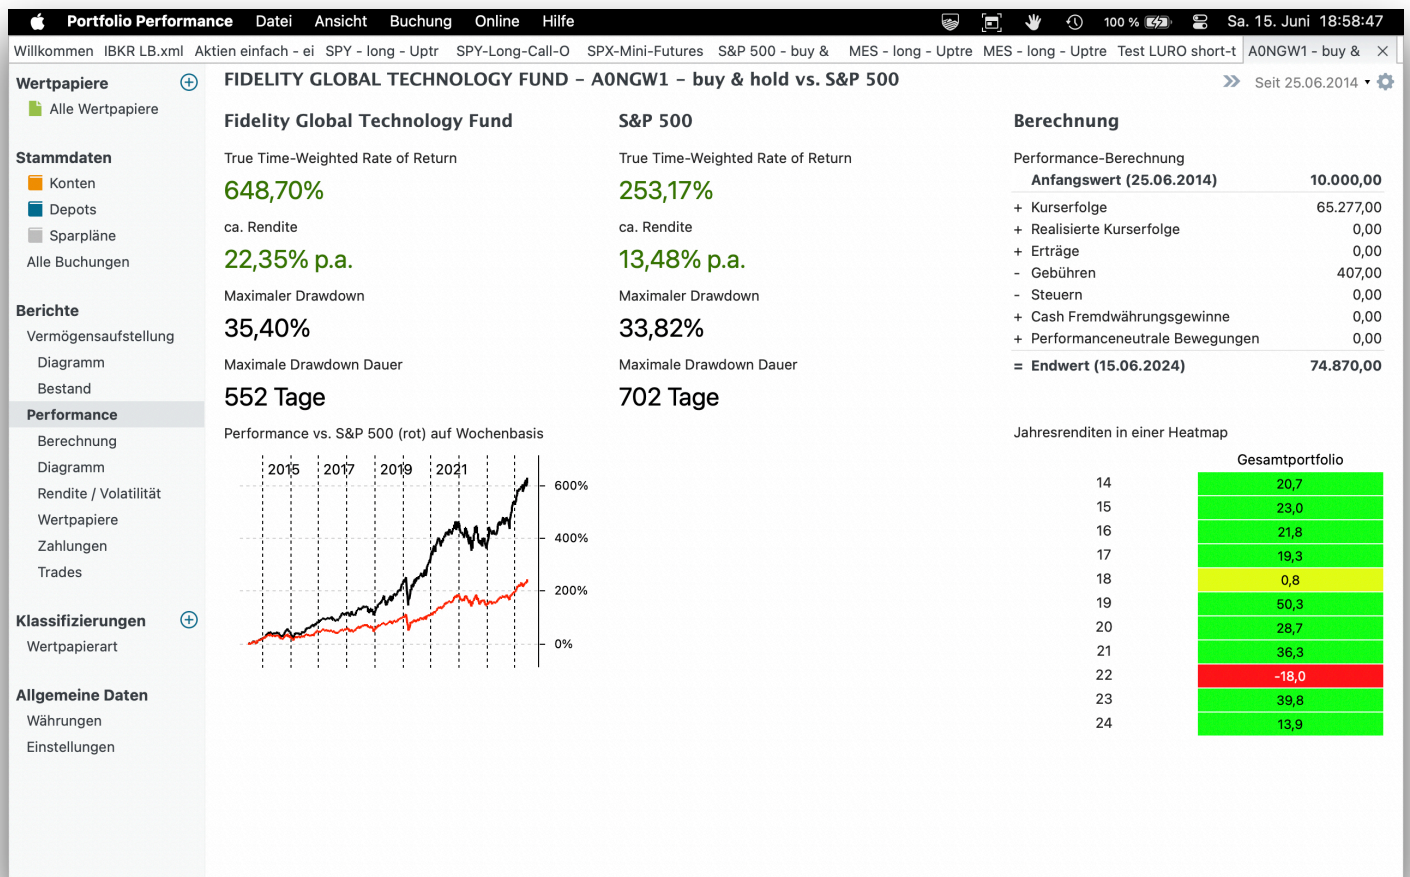 Portfolio Performance Datei Ansicht Buchung Online Hilfe 100 % Sa. 15. Juni 18:58:47
Willkommen IBKR LB.xml Aktien einfach - ei SPY - long - Uptr SPY-Long-Call-O SPX-Mini-Futures S&P 500 - buy & MES - long - Uptre MES - long - Uptre Test LURO short-t A0NGW1 - buy &
Wertpapiere
Alle Wertpapiere
Stammdaten
Konten
Depots
Sparpläne
Alle Buchungen
Berichte
Vermögensaufstellung
Diagramm
Bestand
Performance
Berechnung
Diagramm
Rendite / Volatilität
Wertpapiere
Zahlungen
Trades
Klassifizierungen
Wertpapierart
Allgemeine Daten
Währungen
Einstellungen
FIDELITY GLOBAL TECHNOLOGY FUND - A0NGW1 - buy & hold vs. S&P 500
Seit 25.06.2014
Fidelity Global Technology Fund
True Time-Weighted Rate of Return
648,70%
ca. Rendite
22,35% p.a.
Maximaler Drawdown
35,40%
Maximale Drawdown Dauer
552 Tage
Performance vs. S&P 500 (rot) auf Wochenbasis
2015 2017 2019 2021
600%
400%
200%
0%
S&P 500
True Time-Weighted Rate of Return
253,17%
ca. Rendite
13,48% p.a.
Maximaler Drawdown
33,82%
Maximale Drawdown Dauer
702 Tage
Berechnung
Performance-Berechnung
Anfangswert (25.06.2014) 10.000,00
+ Kurserfolge 65.277,00
+ Realisierte Kurserfolge 0,00
+ Erträge 0,00
- Gebühren 407,00
- Steuern 0,00
+ Cash Fremdwährungsgewinne 0,00
+ Performanceneutrale Bewegungen 0,00
= Endwert (15.06.2024) 74.870,00
Jahresrenditen in einer Heatmap
Gesamtportfolio
14 20,7
15 23,0
16 21,8
17 19,3
18 0,8
19 50,3
20 28,7
21 36,3
22 -18,0
23 39,8
24 13,9